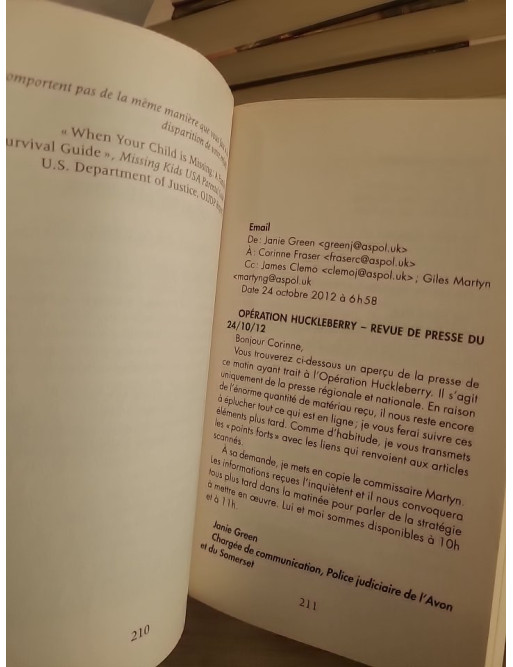 omportent pas de la même manière que
disparition de
« When Your Child is Missing: A
urvival Guide », Missing Kids USA Parental
U.S. Department of Justice, OJJDP
210
Email
De : Janie Green <greenj@aspol.uk>
À : Corinne Fraser <fraserc@aspol.uk>
Cc : James Clemo <clemoj@aspol.uk> ; Giles Martyn
<martyng@aspol.uk
Date 24 octobre 2012 à 6 h 58
OPÉRATION HUCKLEBERRY – REVUE DE PRESSE DU
24/10/12
Bonjour Corinne,
Vous trouverez ci-dessous un aperçu de la presse de
ce matin ayant trait à l'Opération Huckleberry. Il s'agit
uniquement de la presse régionale et nationale. En raison
de l'énorme quantité de matériau reçu, il nous reste encore
à éplucher tout ce qui est en ligne ; je vous ferai suivre ces
éléments plus tard. Comme d'habitude, je vous transmets
les « points forts » avec les liens qui renvoient aux articles
scannés.
À sa demande, je mets en copie le commissaire Martyn.
Les informations reçues l'inquiètent et il nous convoquera
tous plus tard dans la matinée pour parler de la stratégie
à mettre en œuvre. Lui et moi sommes disponibles à 10h
et à 11h.
Janie Green
Chargée de communication, Police judiciaire de l'Avon
et du Somerset
211